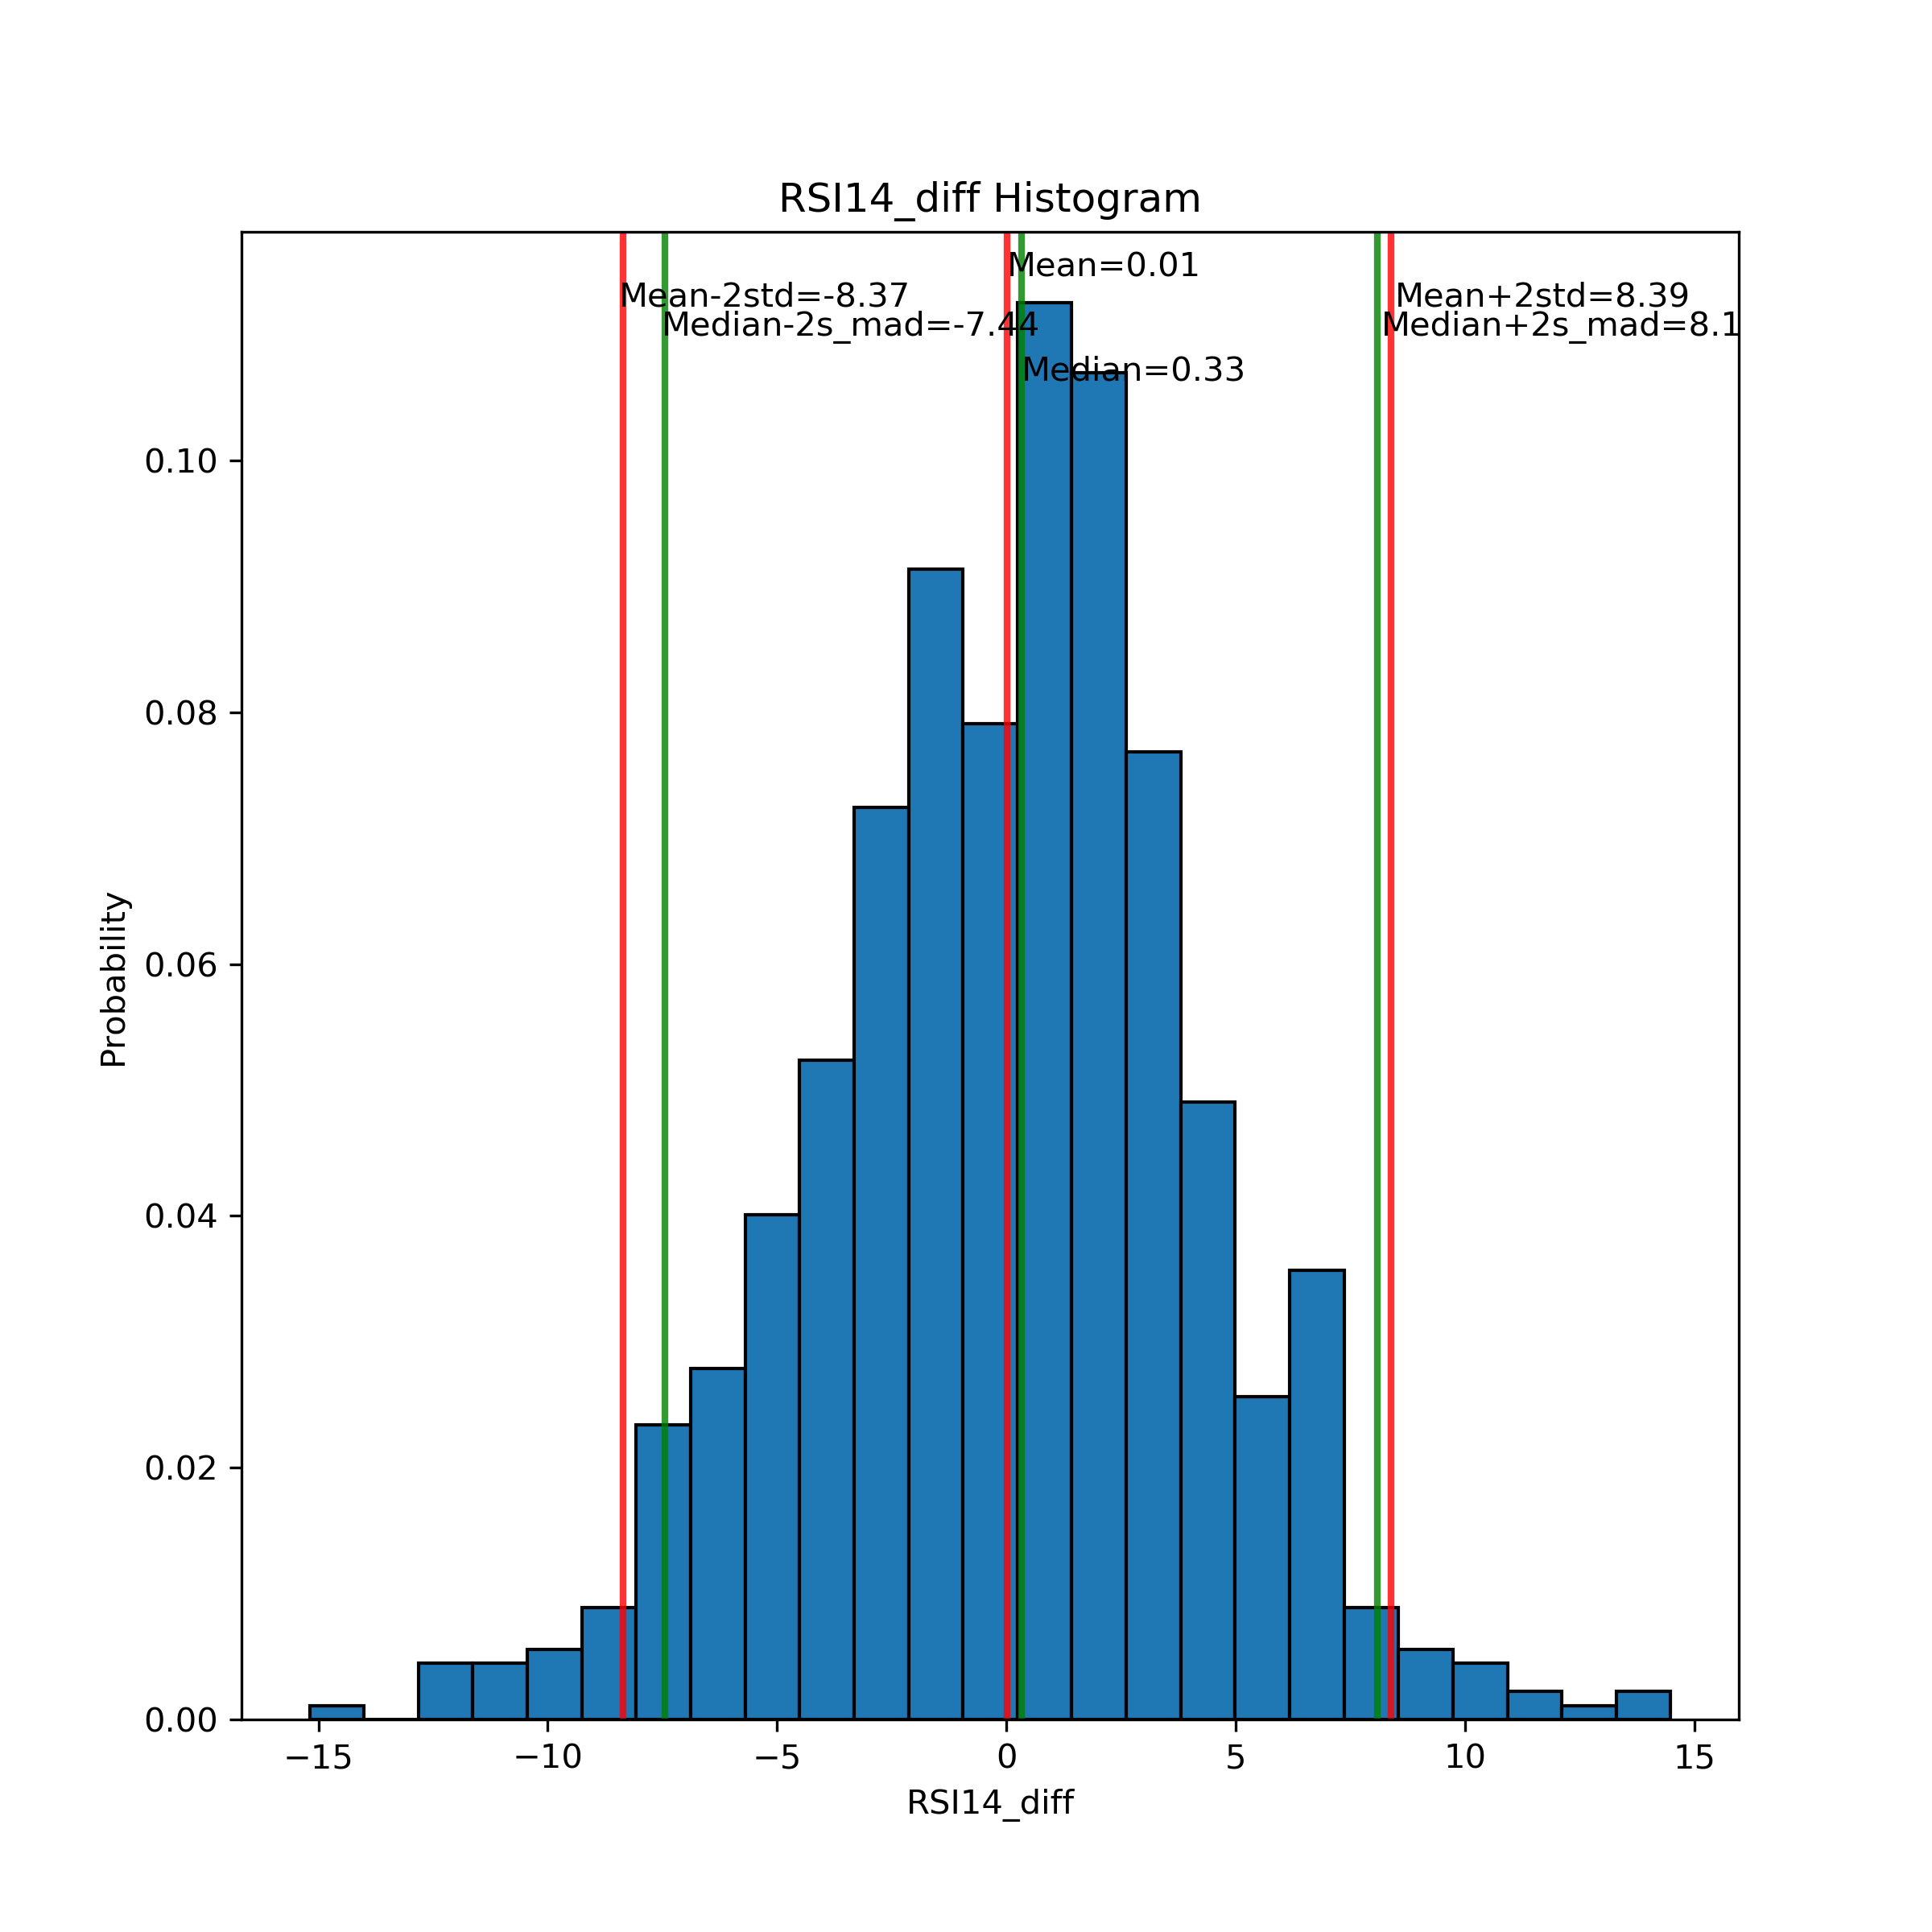 RSI14_diff Histogram
Mean=0.01
Mean-2std=-8.37
Mean+2std=8.39
Median-2s_mad=-7.44
Median+2s_mad=8.1
Median=0.33
0.10
0.08
0.06
0.04
0.02
0.00
Probability
−15 −10 −5 0 5 10 15
RSI14_diff